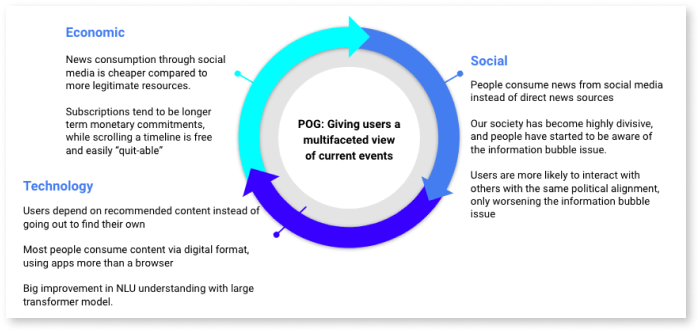 Economic
News consumption through social
media is cheaper compared to
more legitimate resources.
Subscriptions tend to be longer
term monetary commitments,
while scrolling a timeline is free
and easily “quit-able”
Technology
Users depend on recommended content instead of
going out to find their own
Most people consume content via digital format,
using apps more than a browser
Big improvement in NLU understanding with large
transformer model.
POG: Giving users a
multifaceted view
of current events
Social
People consume news from social media
instead of direct news sources
Our society has become highly divisive,
and people have started to be aware of
the information bubble issue.
Users are more likely to interact with
others with the same political alignment,
only worsening the information bubble
issue